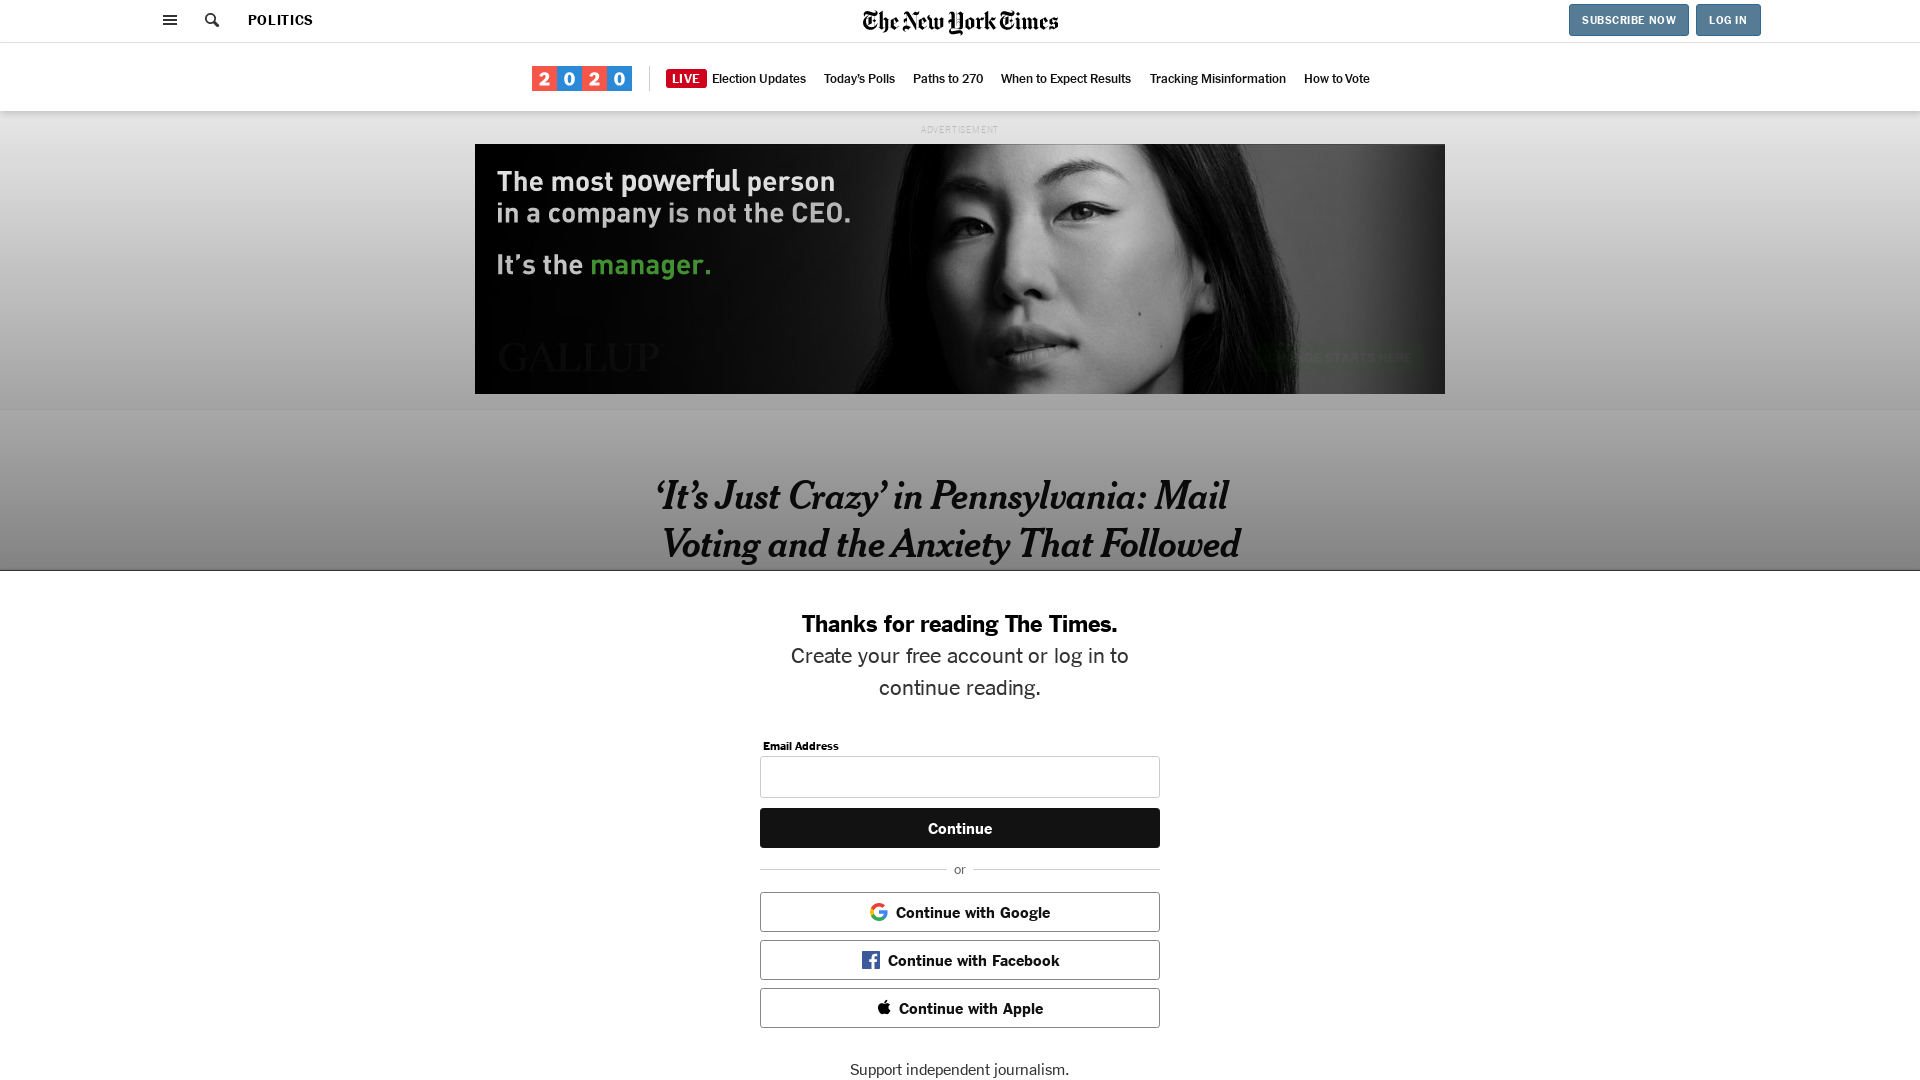 POLITICS
The New York Times
SUBSCRIBE NOW
LOG IN
2020
LIVE Election Updates
Today's Polls
Paths to 270
When to Expect Results
Tracking Misinformation
How to Vote
ADVERTISEMENT
The most powerful person
in a company is not the CEO.
It's the manager.
GALLUP
STARTS HERE
‘It’s Just Crazy’ in Pennsylvania: Mail
Voting and the Anxiety That Followed
Thanks for reading The Times.
Create your free account or log in to
continue reading.
Email Address
Continue
or
Continue with Google
Continue with Facebook
Continue with Apple
Support independent journalism.